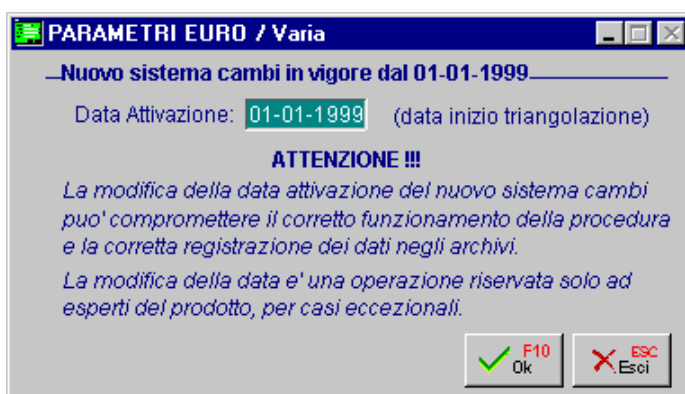 PARAMETRI EURO / Varia
Nuovo sistema cambi in vigore dal 01-01-1999
Data Attivazione: 01-01-1999 (data inizio triangolazione)
ATTENZIONE !!!
La modifica della data attivazione del nuovo sistema cambi
puo' compromettere il corretto funzionamento della procedura
e la corretta registrazione dei dati negli archivi.
La modifica della data e' una operazione riservata solo ad
esperti del prodotto, per casi eccezionali.
F10
Ok
ESC
Esci